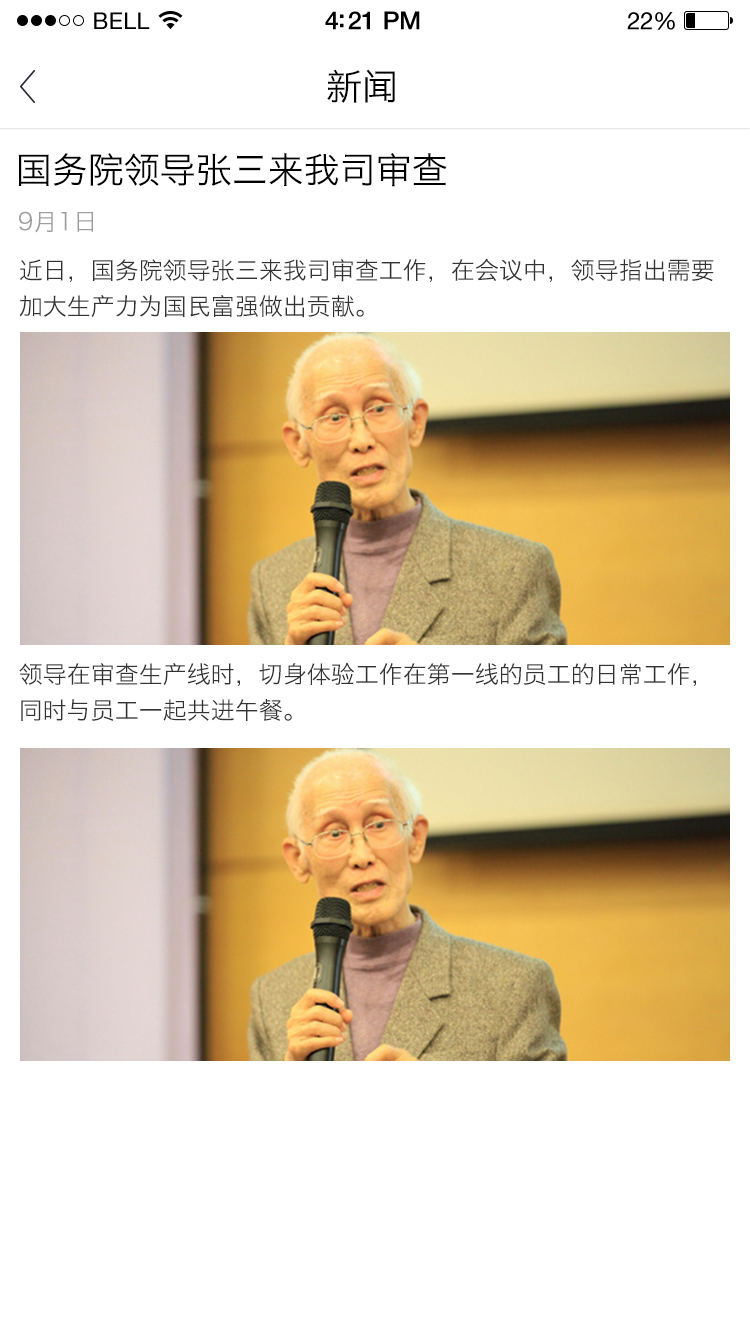 BELL 4:21 PM 22%
新闻
国务院领导张三来我司审查
9月1日
近日，国务院领导张三来我司审查工作，在会议中，领导指出需要
加大生产力为国民富强做出贡献。
领导在审查生产线时，切身体验工作在第一线的员工的日常工作，
同时与员工一起共进午餐。